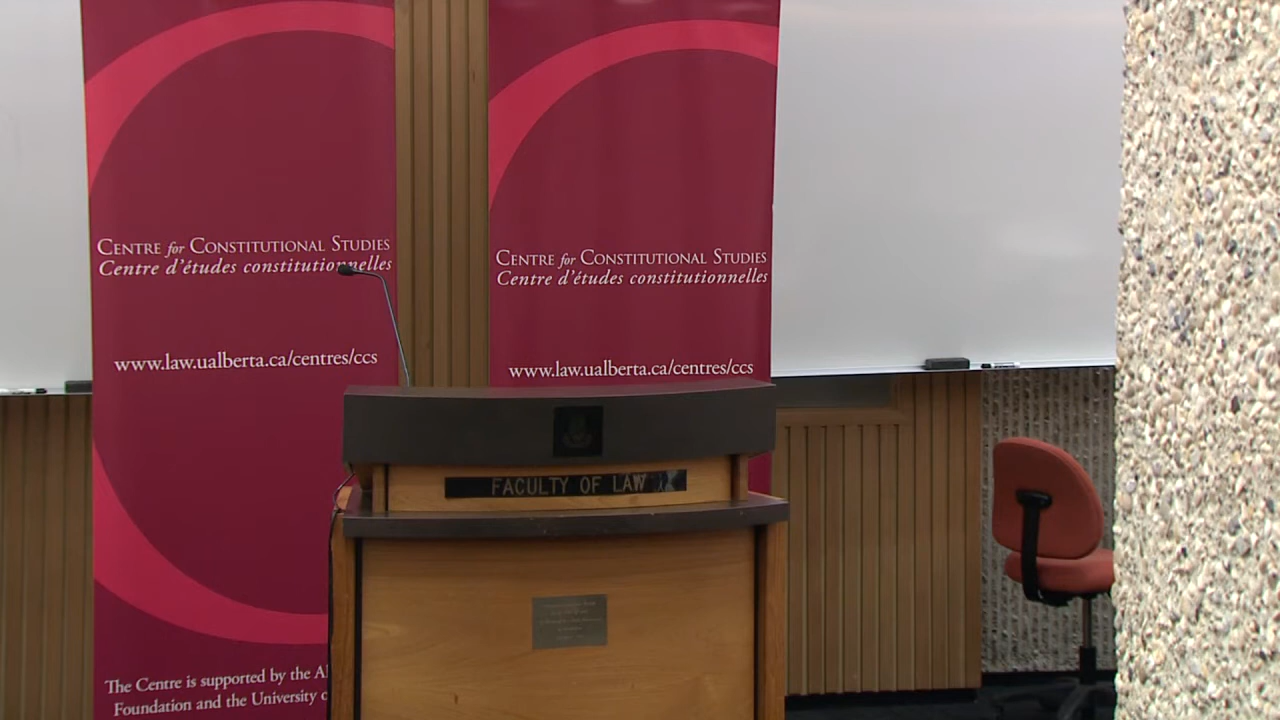 CENTRE for CONSTITUTIONAL STUDIES
Centre d'études constitutionnelles
www.law.ualberta.ca/centres/ccs
The Centre is supported by the Al
Foundation and the University o
CENTRE for CONSTITUTIONAL STUDIES
Centre d'études constitutionnelles
www.law.ualberta.ca/centres/ccs
FACULTY OF LAW